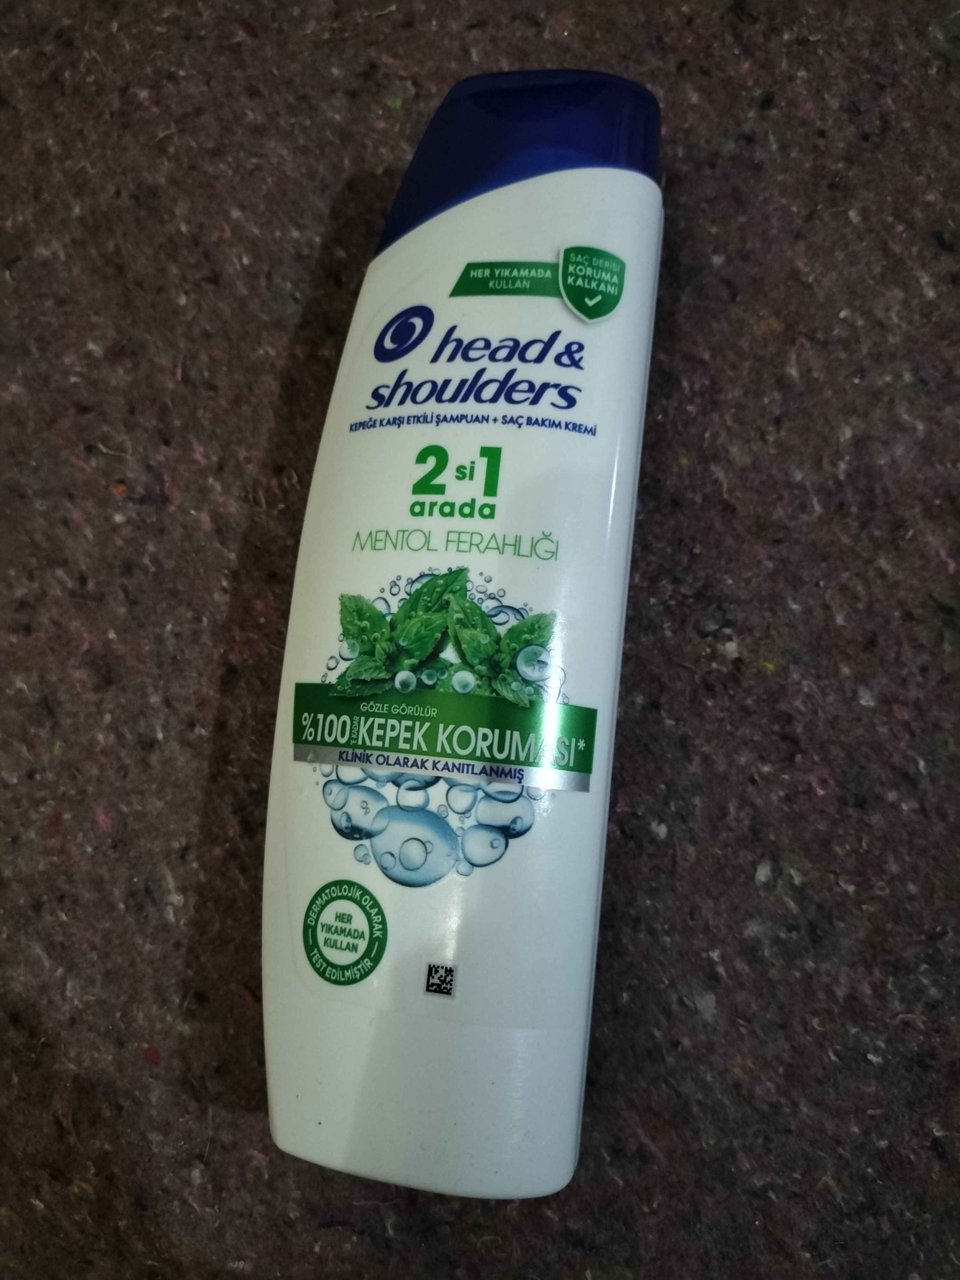 HER YIKAMADA
KULLAN
SAÇ DERİSİ
KORUMA
KALKANI
head &
shoulders
KEPEĞE KARŞI ETKİLİ ŞAMPUAN + SAÇ BAKIM KREMİ
2 si 1
arada
MENTOL FERAHLIĞI
GÖZLE GÖRÜLÜR
%100 'E KADAR KEPEK KORUMASI*
KLİNİK OLARAK KANITLANMIŞ
DERMATOLOJİK OLARAK
HER
YIKAMADA
KULLAN
TEST EDİLMİŞTİR